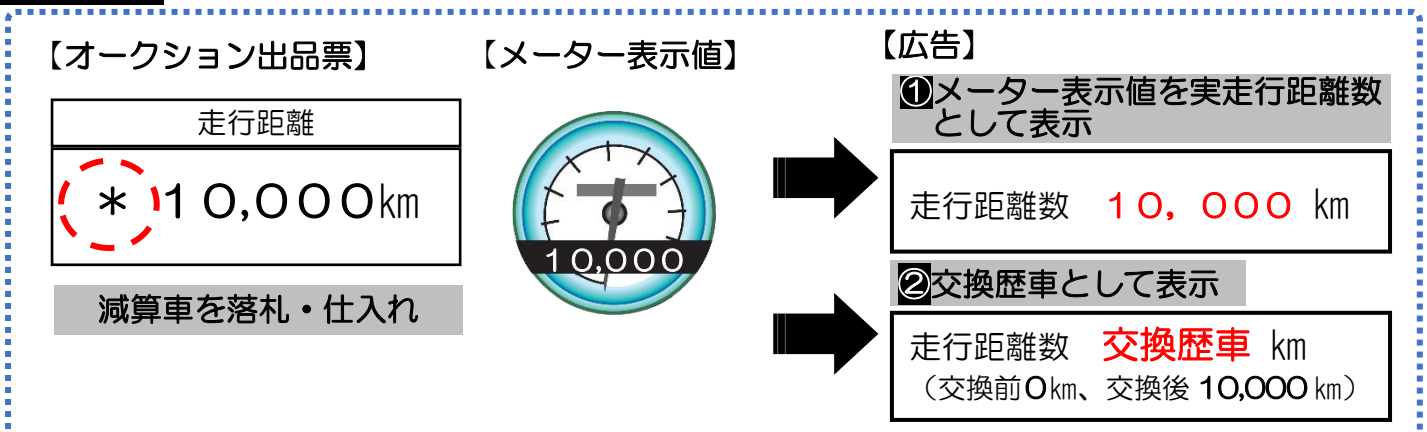 【オークション出品票】
走行距離
＊１０,０００㎞
減算車を落札・仕入れ
【メーター表示値】
１０,０００
【広告】
❶メーター表示値を実走行距離数
として表示
走行距離数　１０，０００ ㎞
❷交換歴車として表示
走行距離数　交換歴車 ㎞
（交換前０㎞、交換後 10,000 ㎞）